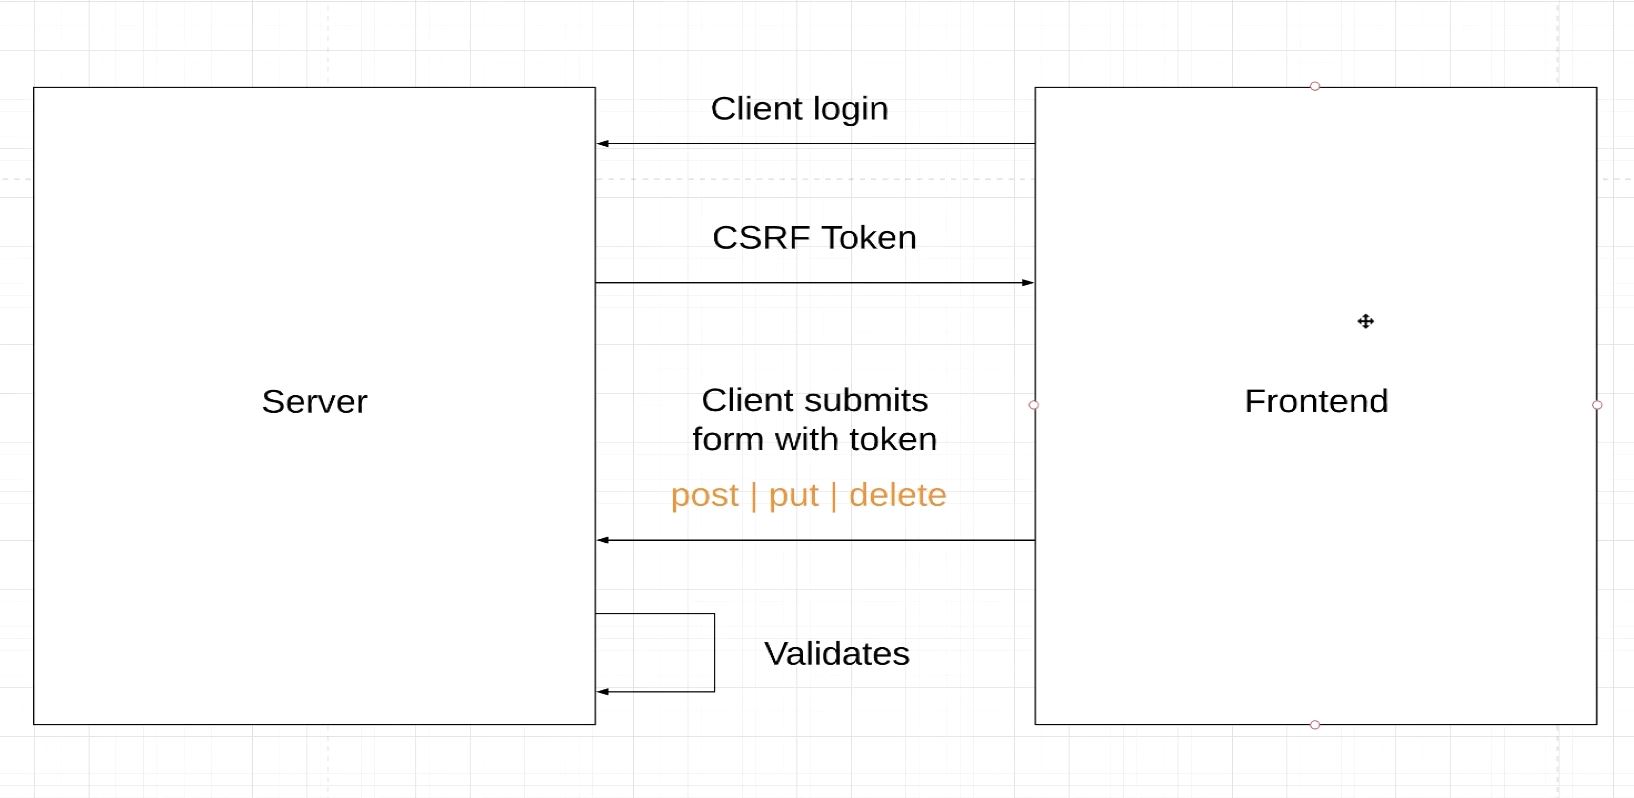 Client login
CSRF Token
Server
Client submits
form with token
Frontend
post | put | delete
Validates